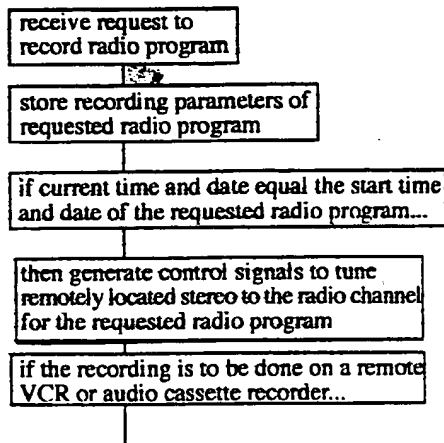 receive request to
record radio program
store recording parameters of
requested radio program
if current time and date equal the start time
and date of the requested radio program...
then generate control signals to tune
remotely located stereo to the radio channel
for the requested radio program
if the recording is to be done on a remote
VCR or audio cassette recorder...